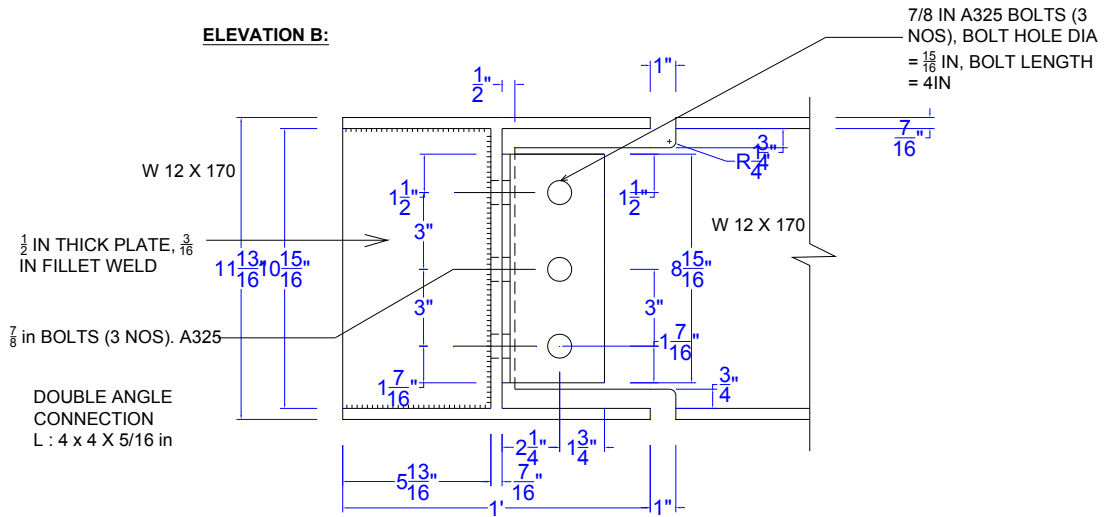 ELEVATION B:
7/8 IN A325 BOLTS (3
NOS), BOLT HOLE DIA
= 15/16 IN, BOLT LENGTH
= 4IN
1/2"
1"
7/16"
3/4"
R1/4"
W 12 X 170
1 1/2"
1 1/2"
W 12 X 170
1/2 IN THICK PLATE, 3/16
IN FILLET WELD
3"
11 13/16"
10 15/16"
8 15/16"
3"
3"
7/8 in BOLTS (3 NOS). A325
1 7/16"
1 7/16"
3/4"
DOUBLE ANGLE
CONNECTION
L : 4 x 4 X 5/16 in
2 1/4"
1 3/4"
5 13/16"
7/16"
1'
1"